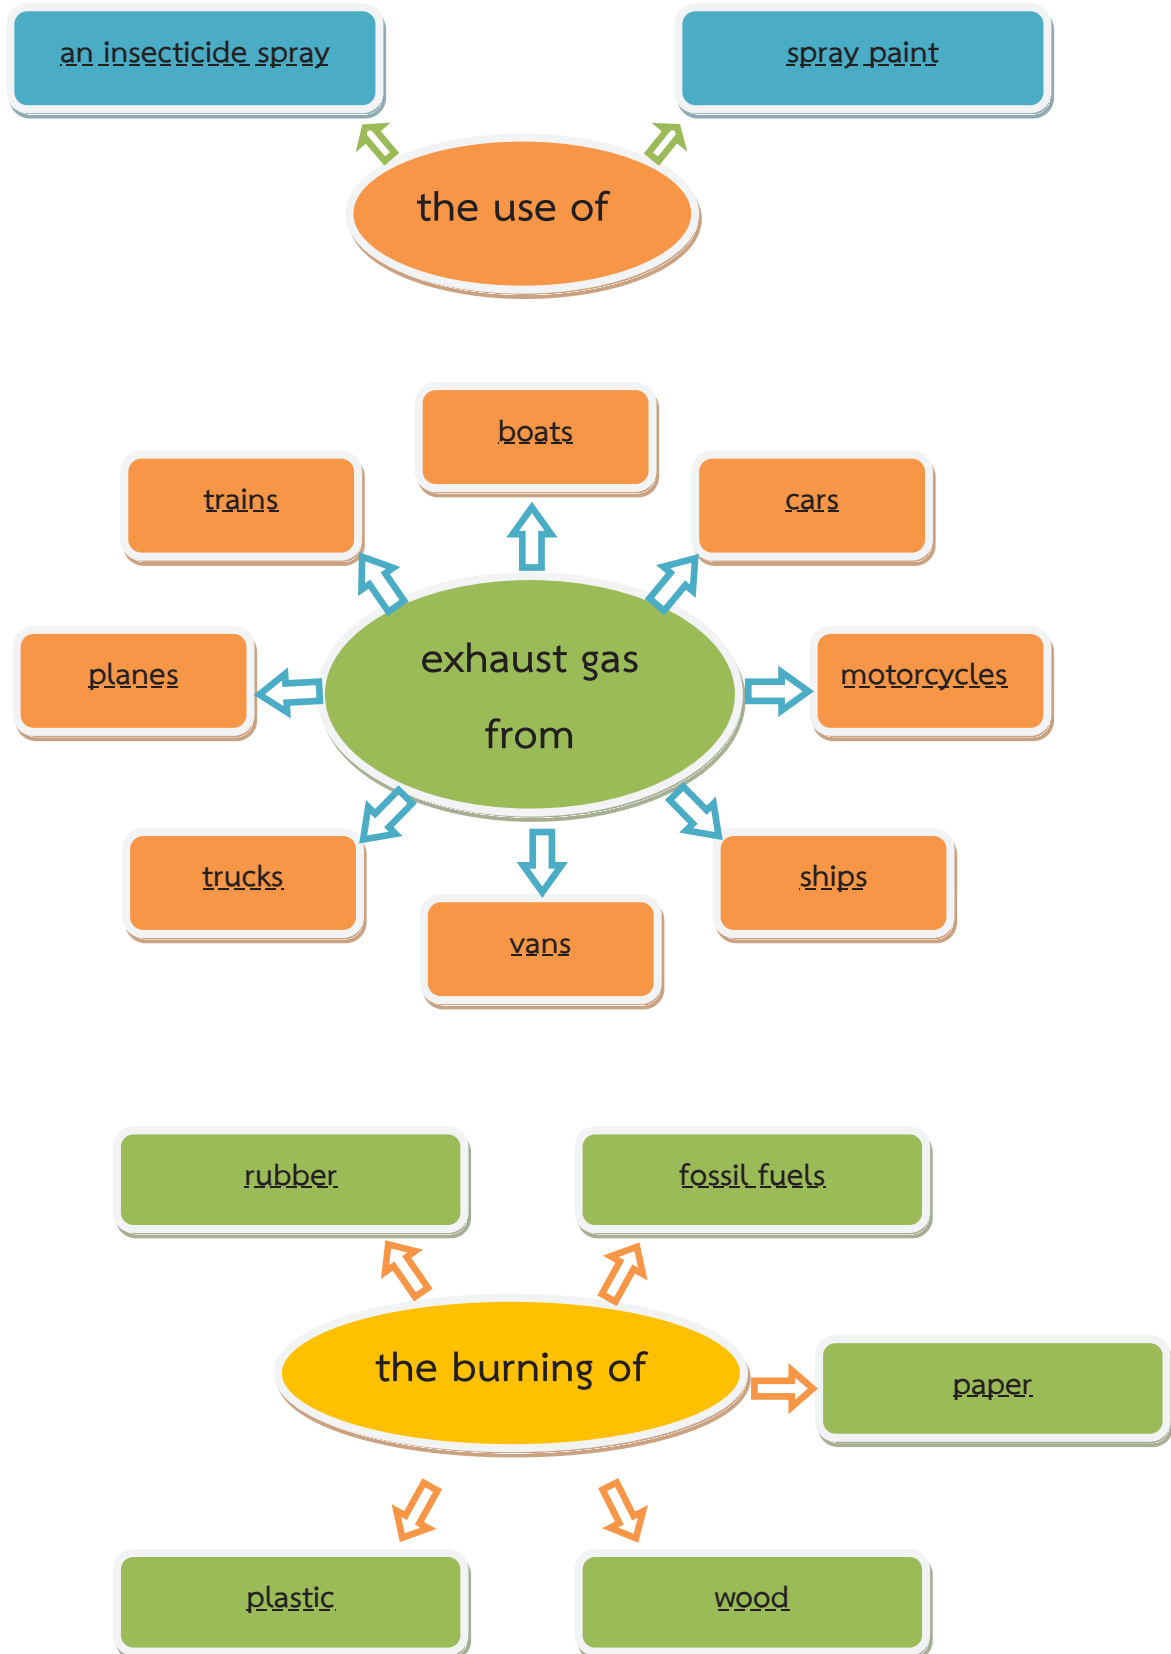 an insecticide spray
spray paint
the use of
boats
trains
cars
exhaust gas
from
planes
motorcycles
trucks
ships
vans
rubber
fossil fuels
the burning of
paper
plastic
wood